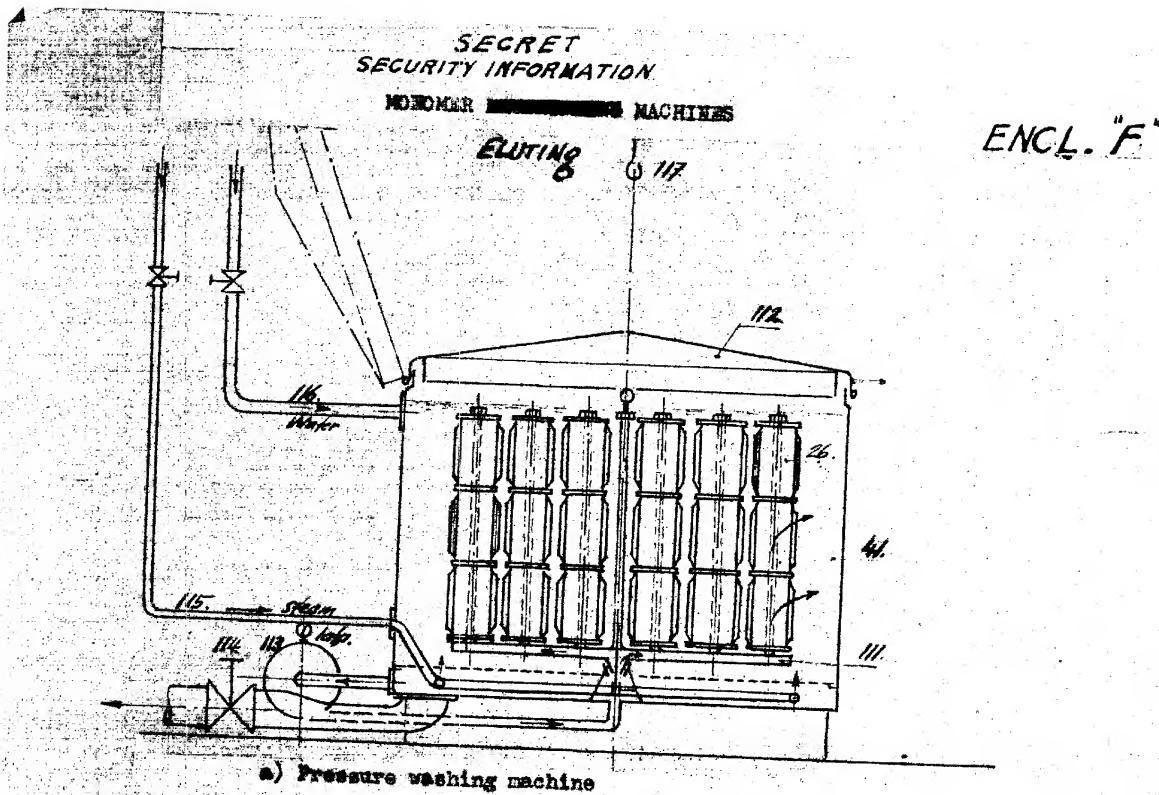 SECRET
SECURITY INFORMATION
MONOMER MACHINES
ELUTING
ENCL. "F"
117
112
116
Water
26
41.
115. Steam
114 113
111.
a) Pressure washing machine